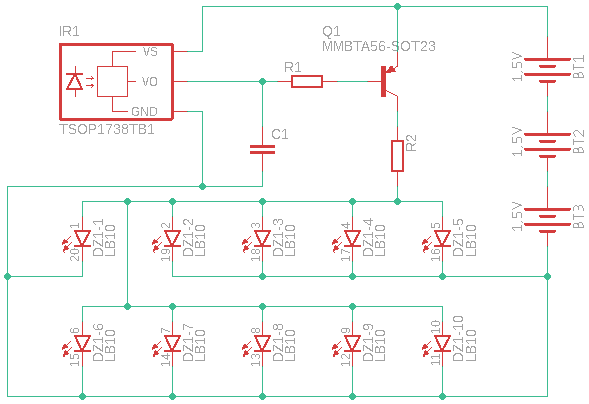 IR1
VS
VO
GND
TSOP1738TB1
Q1
MMBTA56-SOT23
R1
C1
R2
1.5V
BT1
1.5V
BT2
1.5V
BT3
1
20
DZ1-1
LB10
2
19
DZ1-2
LB10
3
18
DZ1-3
LB10
4
17
DZ1-4
LB10
5
16
DZ1-5
LB10
6
15
DZ1-6
LB10
7
14
DZ1-7
LB10
8
13
DZ1-8
LB10
9
12
DZ1-9
LB10
10
11
DZ1-10
LB10